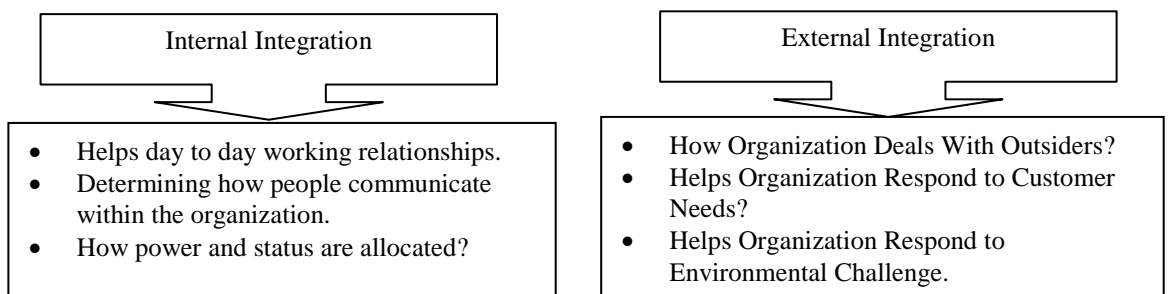 Internal Integration
• Helps day to day working relationships.
• Determining how people communicate
within the organization.
• How power and status are allocated?
External Integration
• How Organization Deals With Outsiders?
• Helps Organization Respond to Customer
Needs?
• Helps Organization Respond to
Environmental Challenge.